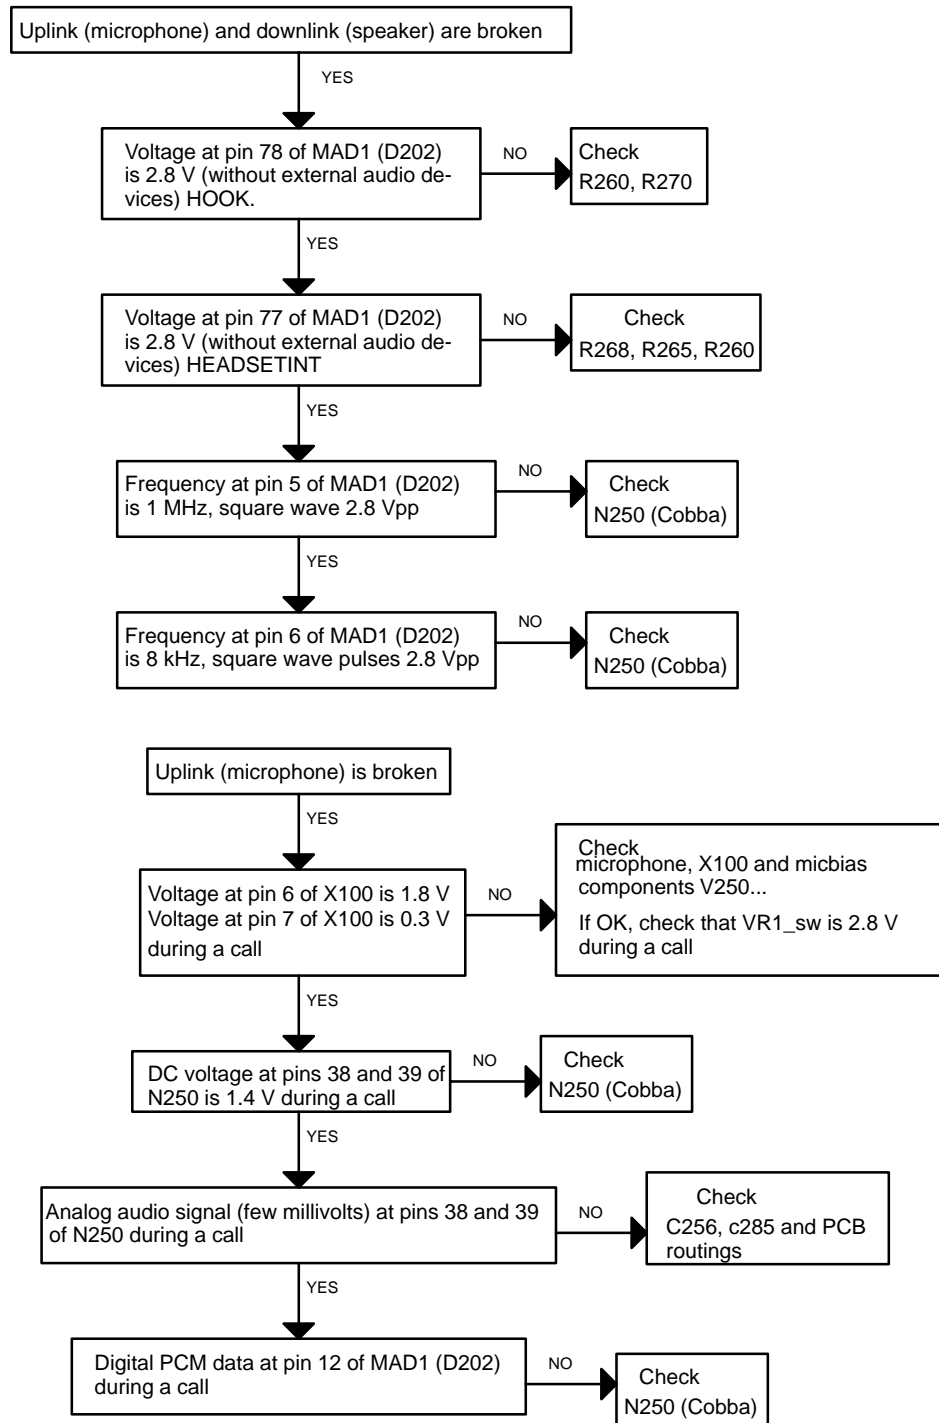 Uplink (microphone) and downlink (speaker) are broken
YES
Voltage at pin 78 of MAD1 (D202)
is 2.8 V (without external audio de-
vices) HOOK.
NO
Check
R260, R270
YES
Voltage at pin 77 of MAD1 (D202)
is 2.8 V (without external audio de-
vices) HEADSETINT
NO
Check
R268, R265, R260
YES
Frequency at pin 5 of MAD1 (D202)
is 1 MHz, square wave 2.8 Vpp
NO
Check
N250 (Cobba)
YES
Frequency at pin 6 of MAD1 (D202)
is 8 kHz, square wave pulses 2.8 Vpp
NO
Check
N250 (Cobba)
Uplink (microphone) is broken
YES
Voltage at pin 6 of X100 is 1.8 V
Voltage at pin 7 of X100 is 0.3 V
during a call
NO
Check
microphone, X100 and micbias
components V250...
If OK, check that VR1_sw is 2.8 V
during a call
YES
DC voltage at pins 38 and 39 of
N250 is 1.4 V during a call
NO
Check
N250 (Cobba)
YES
Analog audio signal (few millivolts) at pins 38 and 39
of N250 during a call
NO
Check
C256, c285 and PCB
routings
YES
Digital PCM data at pin 12 of MAD1 (D202)
during a call
NO
Check
N250 (Cobba)